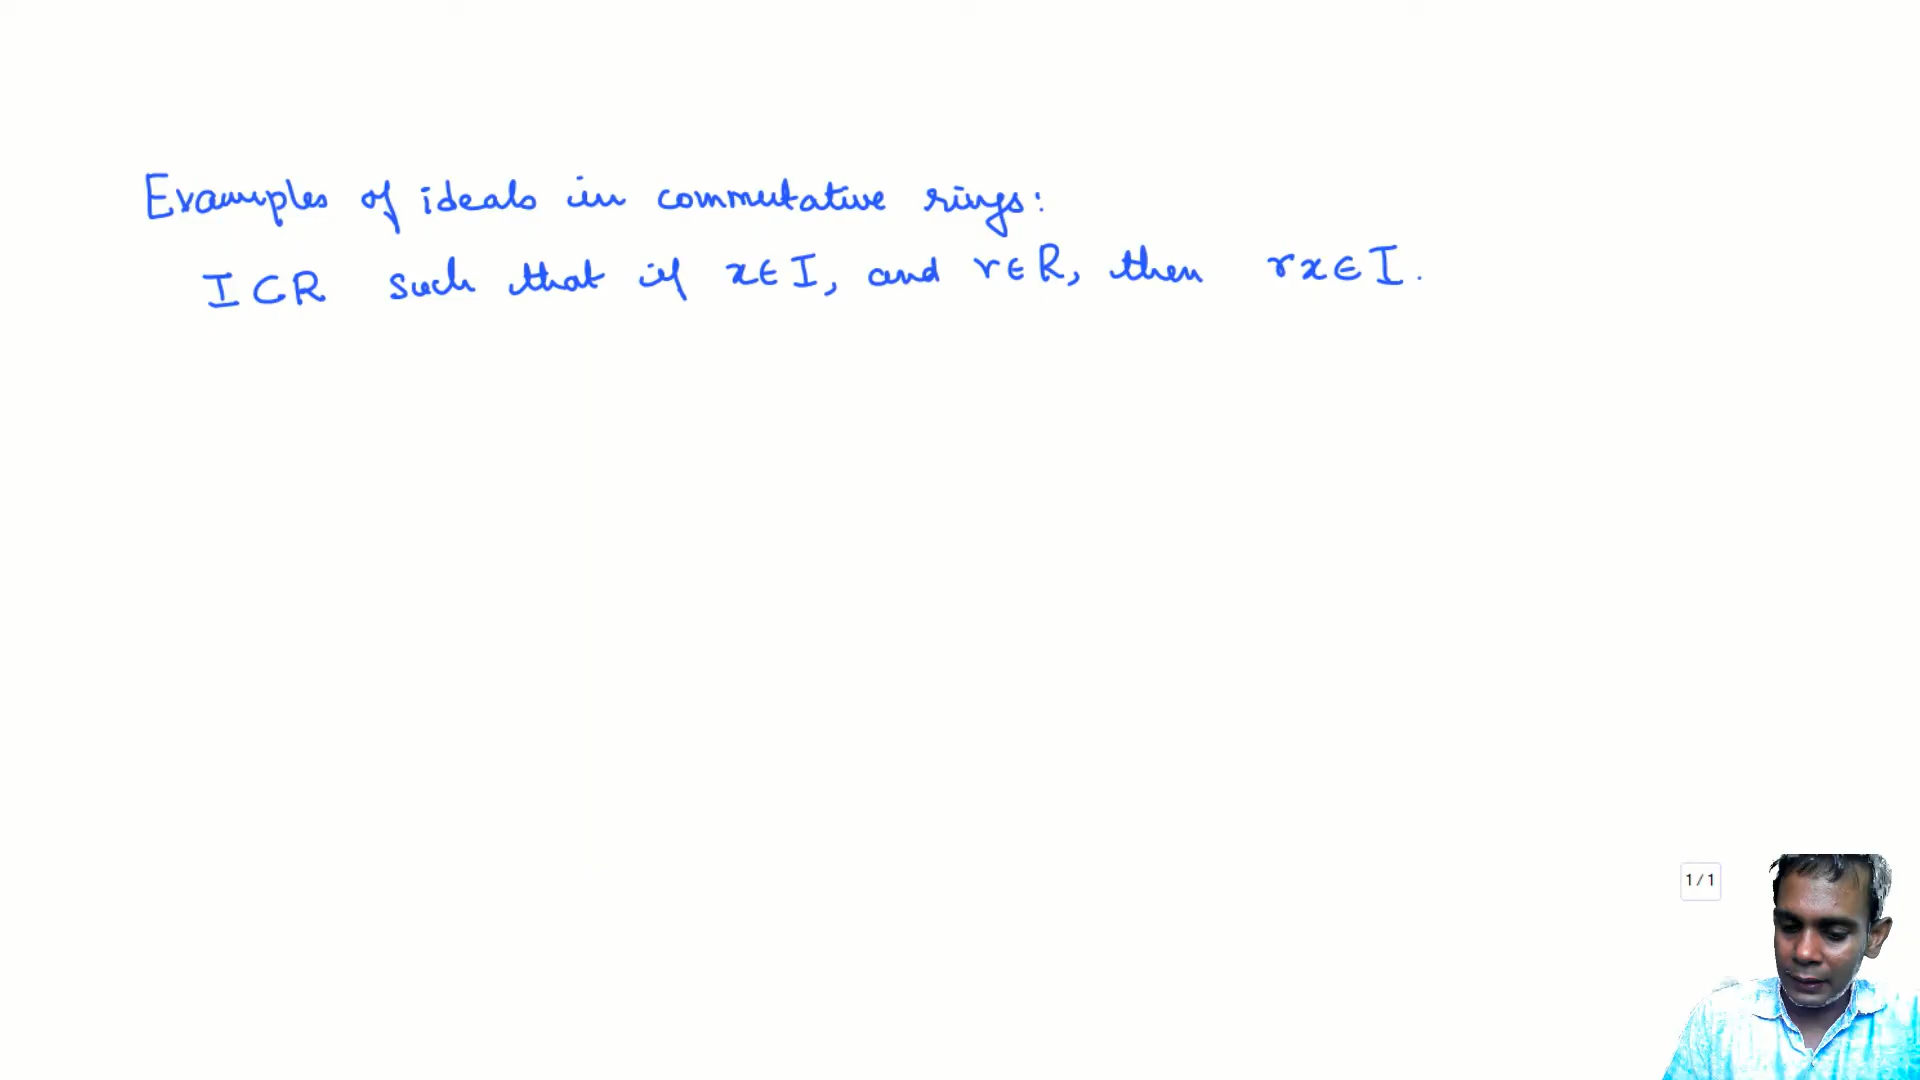 Examples of ideals in commutative rings:
I ⊂ R such that if x ∈ I, and r ∈ R, then rx ∈ I.
1 / 1